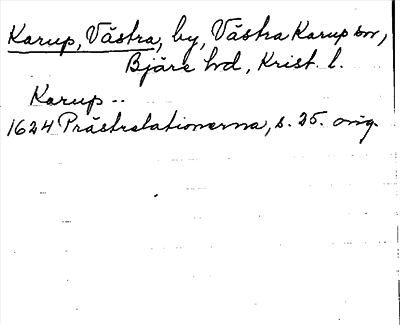 Karup, Västra, by, Västra Karup sn,
Bjäre hd, Krist. l.
Karup --
1624 Prästrelationerna, s. 25. orig.